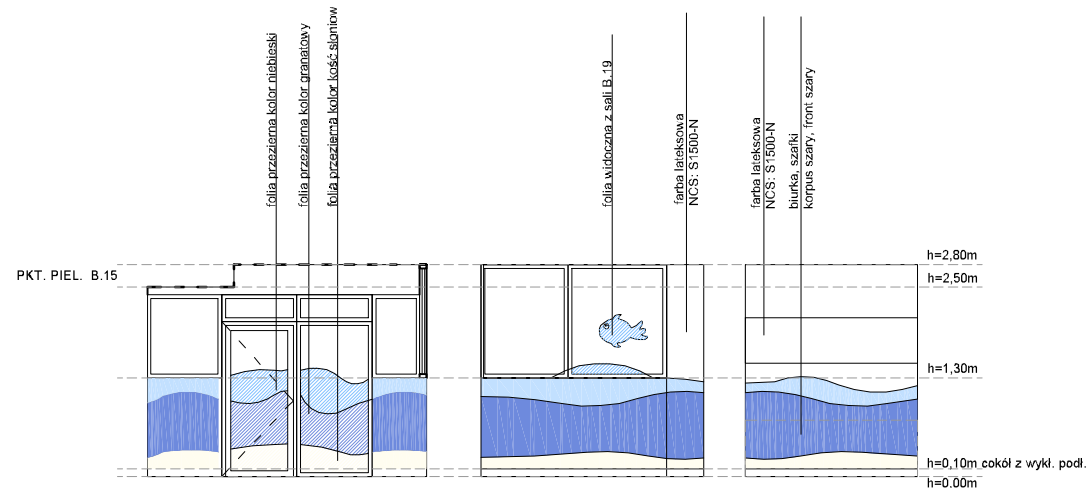 folia przezierna kolor niebieski
folia przezierna kolor granatowy
folia przezierna kolor kość słoniow
folia widoczna z sali B.19
farba lateksowa
NCS: S1500-N
farba lateksowa
NCS: S1500-N
biurka, szafki
korpus szary, front szary
PKT. PIEL. B.15
h=2,80m
h=2,50m
h=1,30m
h=0,10m cokół z wykł. podł.
h=0.00m